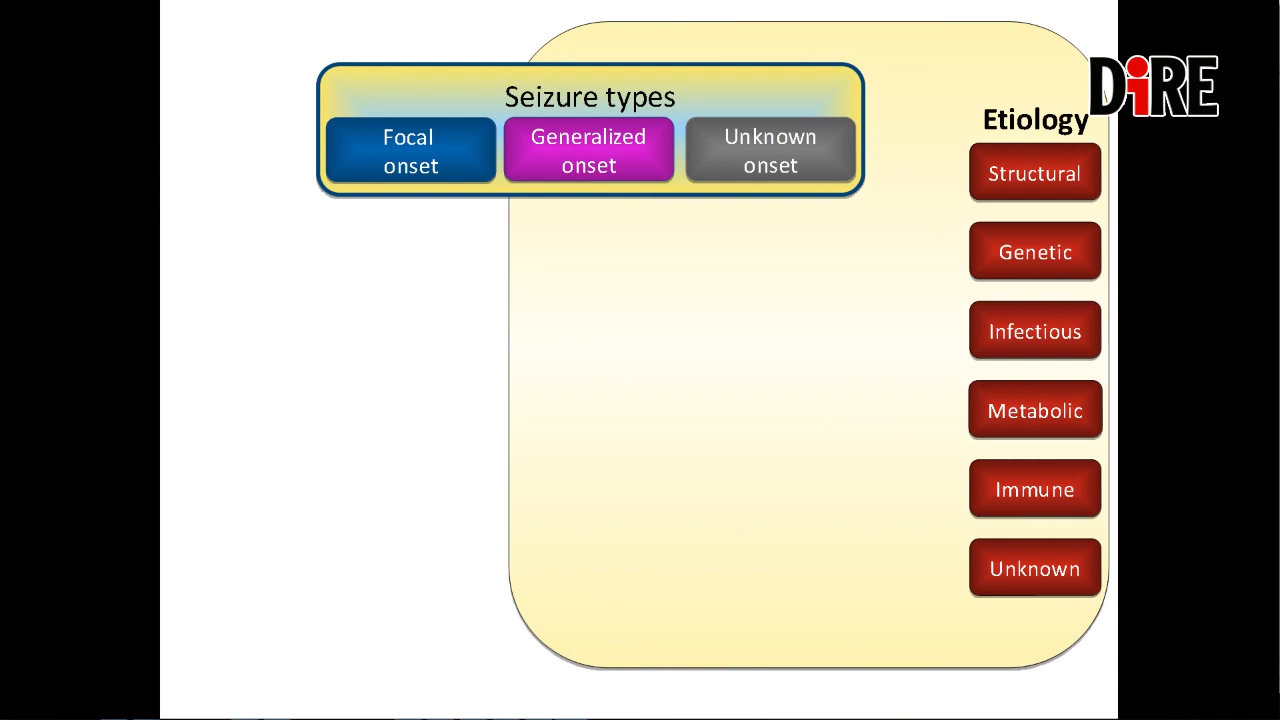 Seizure types
Focal
onset
Generalized
onset
Unknown
onset
DiRE
Etiology
Structural
Genetic
Infectious
Metabolic
Immune
Unknown